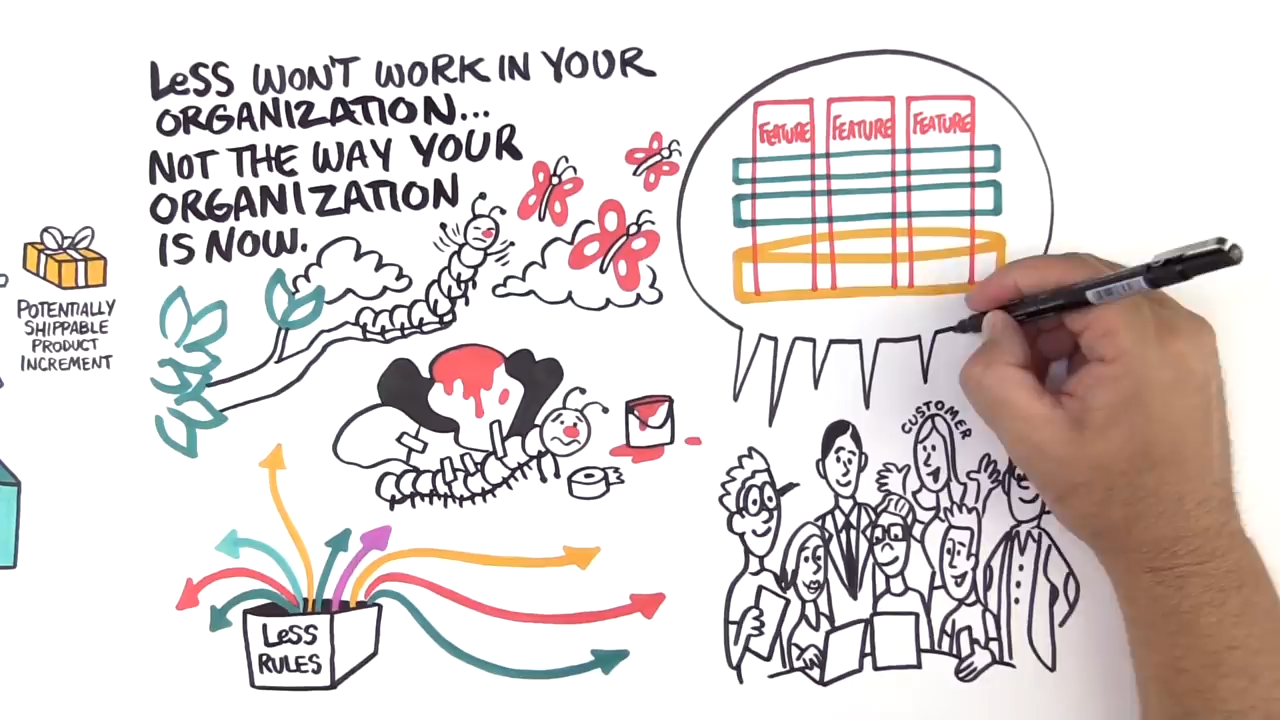 LeSS WON'T WORK IN YOUR
ORGANIZATION...
NOT THE WAY YOUR
ORGANIZATION
IS NOW.
POTENTIALLY
SHIPPABLE
PRODUCT
INCREMENT
FEATURE FEATURE FEATURE
CUSTOMER
LeSS
RULES